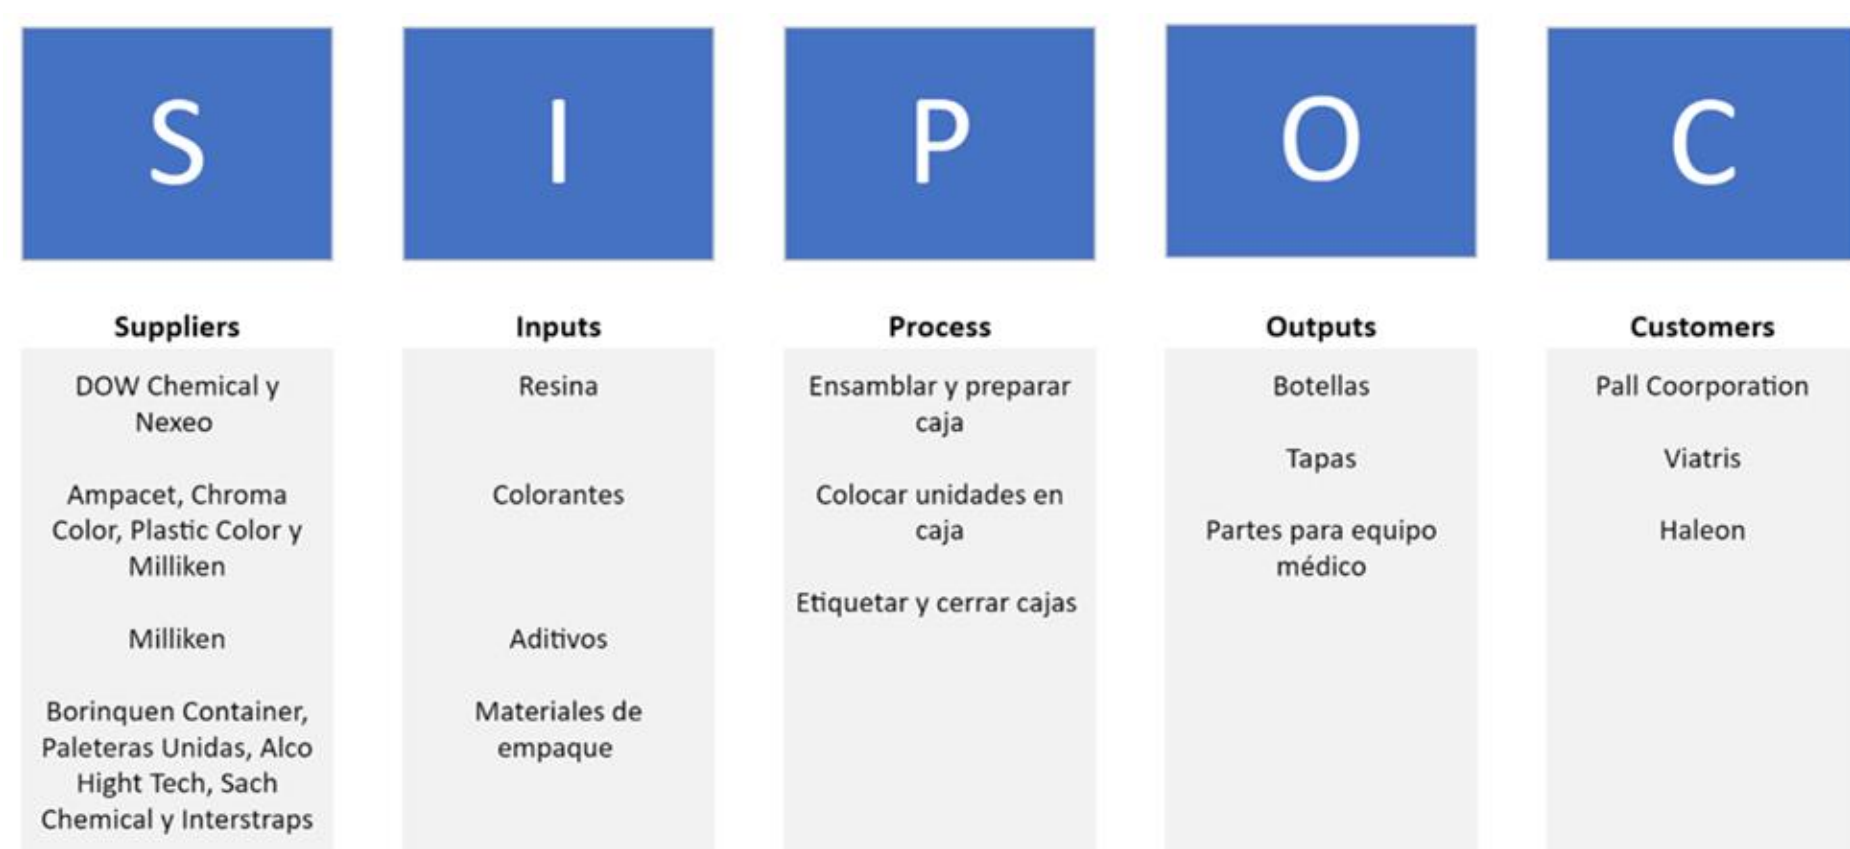 S
I
P
O
C
Suppliers
DOW Chemical y
Nexeo
Ampacet, Chroma
Color, Plastic Color y
Milliken
Milliken
Borinquen Container,
Paleteras Unidas, Alco
Hight Tech, Sach
Chemical y Interstraps
Inputs
Resina
Colorantes
Aditivos
Materiales de
empaque
Process
Ensamblar y preparar
caja
Colocar unidades en
caja
Etiquetar y cerrar cajas
Outputs
Botellas
Tapas
Partes para equipo
médico
Customers
Pall Coorporation
Viatris
Haleon